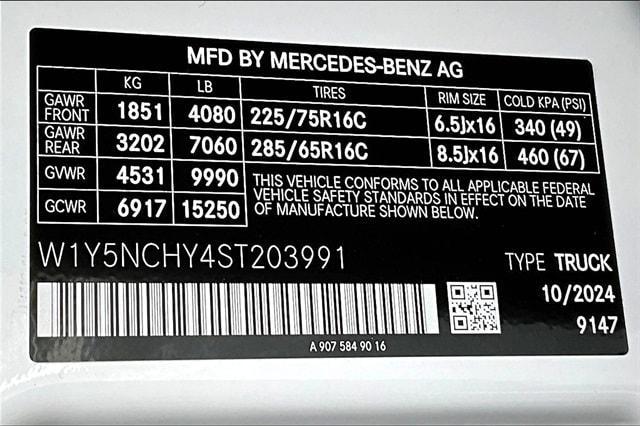 MFD BY MERCEDES-BENZ AG
KG LB TIRES RIM SIZE COLD KPA (PSI)
GAWR FRONT 1851 4080 225/75R16C 6.5Jx16 340 (49)
GAWR REAR 3202 7060 285/65R16C 8.5Jx16 460 (67)
GVWR 4531 9990
GCWR 6917 15250
THIS VEHICLE CONFORMS TO ALL APPLICABLE FEDERAL
VEHICLE SAFETY STANDARDS IN EFFECT ON THE DATE
OF MANUFACTURE SHOWN BELOW.
W1Y5NCHY4ST203991
TYPE TRUCK
10/2024
9147
A 907 584 90 16